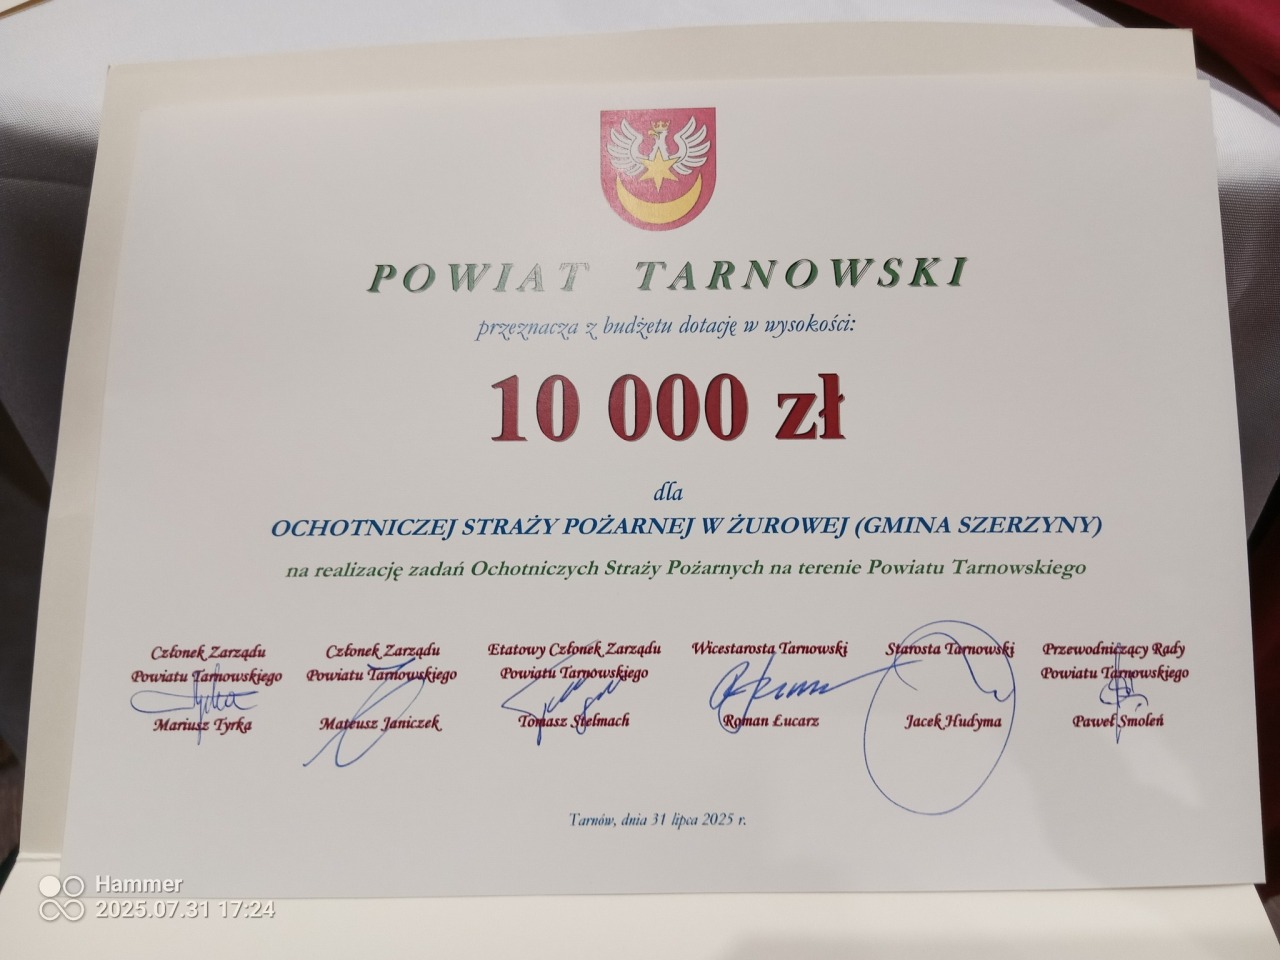 POWIAT TARNOWSKI
przeznacza z budżetu dotację w wysokości:
10 000 zł
dla
OCHOTNICZEJ STRAŻY POŻARNEJ W ŻUROWEJ (GMINA SZERZYNY)
na realizację zadań Ochotniczych Straży Pożarnych na terenie Powiatu Tarnowskiego
Członek Zarządu
Powiatu Tarnowskiego
Mariusz Tyrka
Członek Zarządu
Powiatu Tarnowskiego
Mateusz Janiczek
Etatowy Członek Zarządu
Powiatu Tarnowskiego
Tomasz Stelmach
Wicestarosta Tarnowski
Roman Łucarz
Starosta Tarnowski
Jacek Hudyma
Przewodniczący Rady
Powiatu Tarnowskiego
Paweł Smoleń
Tarnów, dnia 31 lipca 2025 r.
Hammer
2025.07.31 17:24